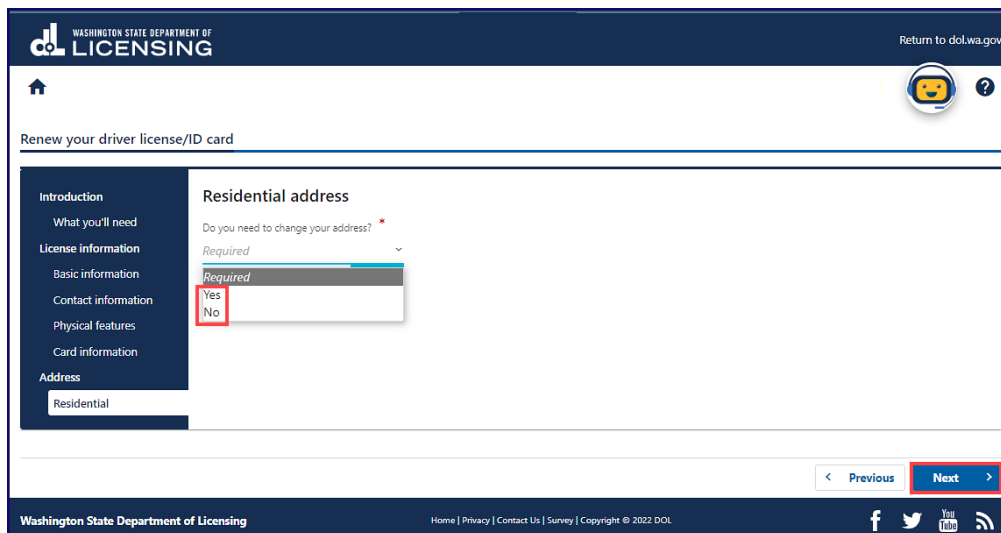 WASHINGTON STATE DEPARTMENT OF
LICENSING
Return to dol.wa.gov
Renew your driver license/ID card
Introduction
What you'll need
License information
Basic information
Contact information
Physical features
Card information
Address
Residential
Residential address
Do you need to change your address? *
Required
Required
Yes
No
Previous
Next
Washington State Department of Licensing
Home | Privacy | Contact Us | Survey | Copyright © 2022 DOL
You
Tube